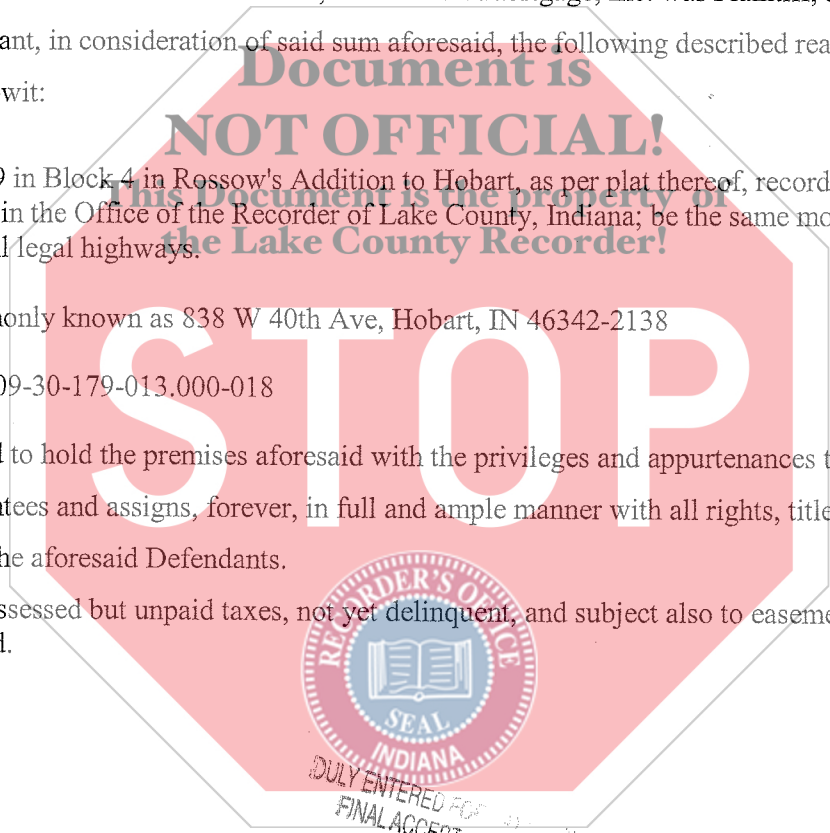 ant, in consideration of said sum aforesaid, the following described rea
wit:
Document is
NOT OFFICIAL!
This Document is the property of
the Lake County Recorder!
9 in Block 4 in Rossow's Addition to Hobart, as per plat thereof, record
in the Office of the Recorder of Lake County, Indiana; be the same mo
l legal highways.
only known as 838 W 40th Ave, Hobart, IN 46342-2138
09-30-179-013.000-018
STOP
d to hold the premises aforesaid with the privileges and appurtenances t
tees and assigns, forever, in full and ample manner with all rights, title
he aforesaid Defendants.
ssessed but unpaid taxes, not yet delinquent, and subject also to easeme
d.
RECORDER'S OFFICE
SEAL
INDIANA
DULY ENTERED FOR
FINAL ACCEPT